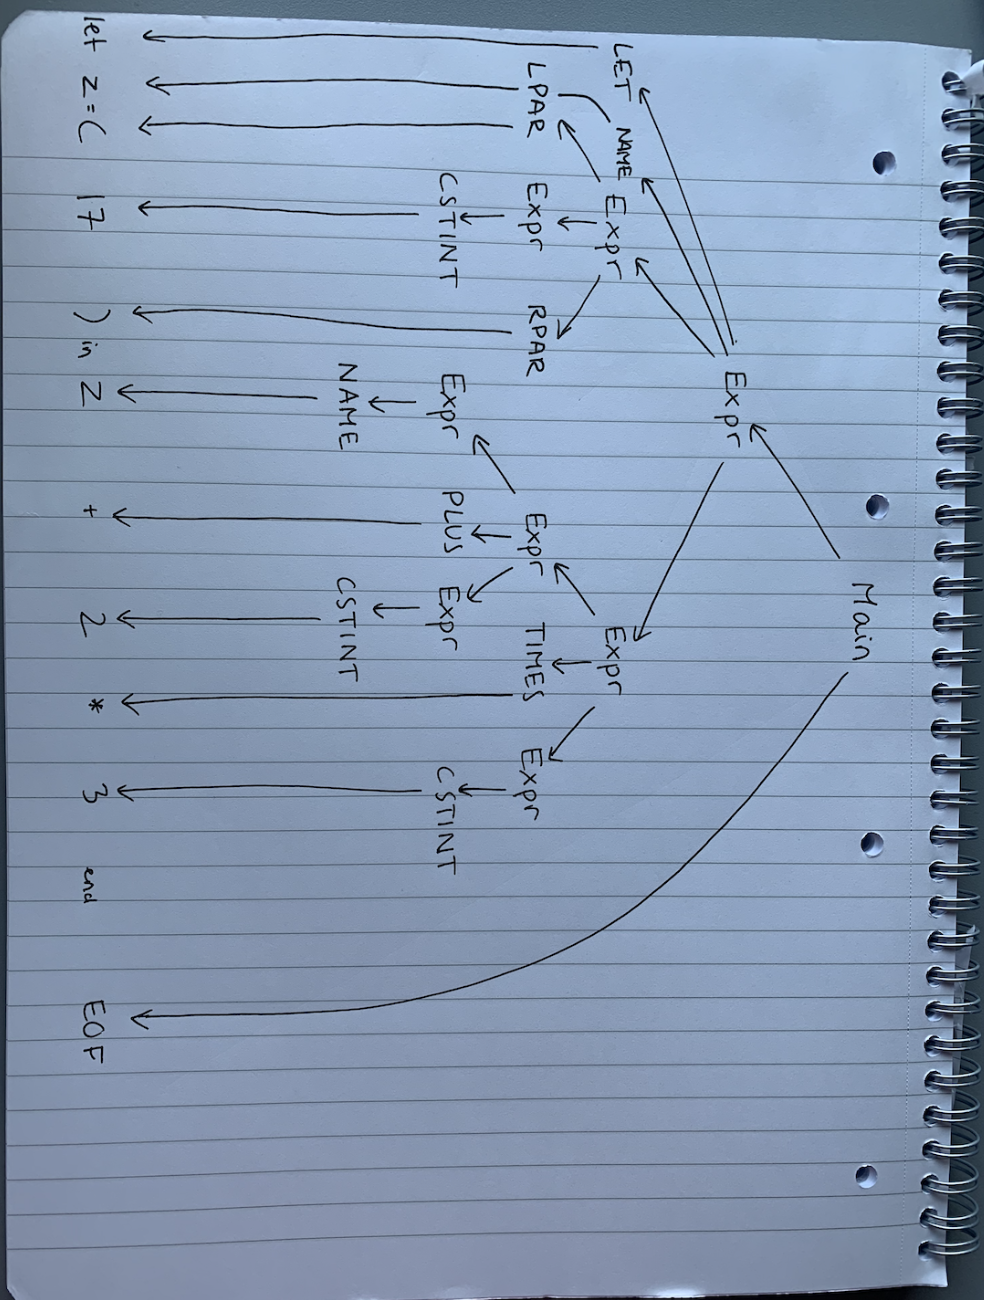 Main
Expr
LET NAME Expr Expr
LPAR Expr RPAR Expr TIMES Expr
CSTINT Expr PLUS Expr CSTINT
NAME CSTINT
let z = ( 17 ) in z + 2 * 3 end EOF